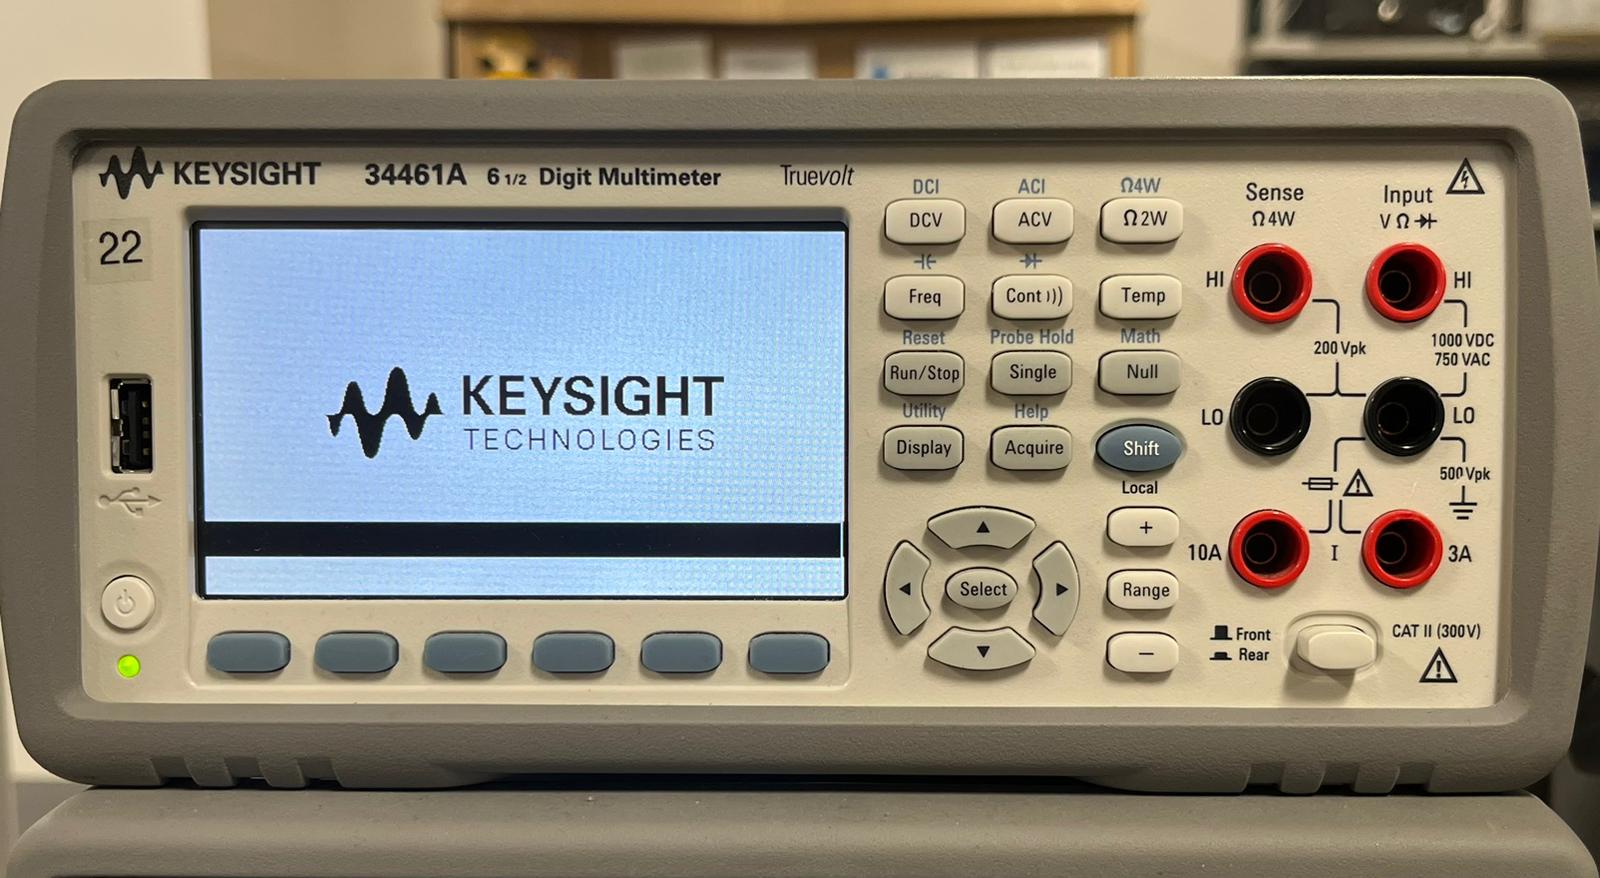 KEYSIGHT 34461A 6 1/2 Digit Multimeter Truevolt
22
KEYSIGHT
TECHNOLOGIES
DCI ACI Ω4W
DCV ACV Ω2W
Freq Cont ))) Temp
Reset Probe Hold Math
Run/Stop Single Null
Utility Help
Display Acquire Shift
Local
+
Select Range
−
Sense
Ω 4W
Input
V Ω
HI HI
200 Vpk
1000 VDC
750 VAC
LO LO
500 Vpk
10A I 3A
Front
Rear
CAT II (300V)